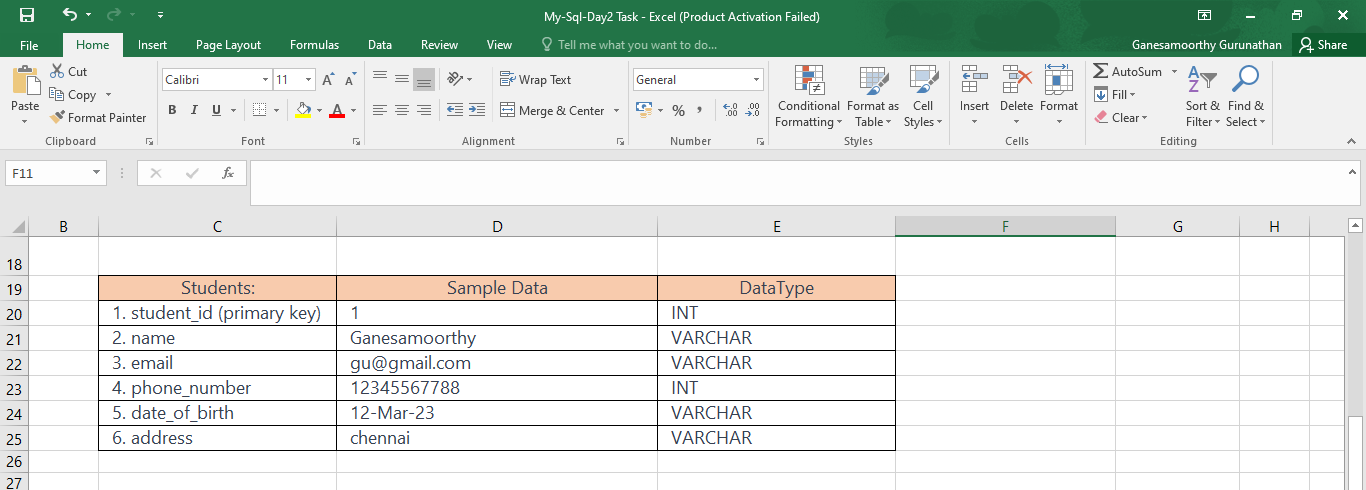 My-Sql-Day2 Task - Excel (Product Activation Failed)
File Home Insert Page Layout Formulas Data Review View Tell me what you want to do... Ganesamoorthy Gurunathan Share
Paste
Cut
Copy
Format Painter
Clipboard
Calibri 11 A A
B I U A
Font
Wrap Text
Merge & Center
Alignment
General
% , .00 .0
Number
Conditional Formatting
Format as Table
Cell Styles
Styles
Insert Delete Format
Cells
AutoSum
Fill
Clear
Sort & Filter
Find & Select
Editing
F11 fx
B C D E F G H
18
19 Students: Sample Data DataType
20 1. student_id (primary key) 1 INT
21 2. name Ganesamoorthy VARCHAR
22 3. email gu@gmail.com VARCHAR
23 4. phone_number 12345567788 INT
24 5. date_of_birth 12-Mar-23 VARCHAR
25 6. address chennai VARCHAR
26
27